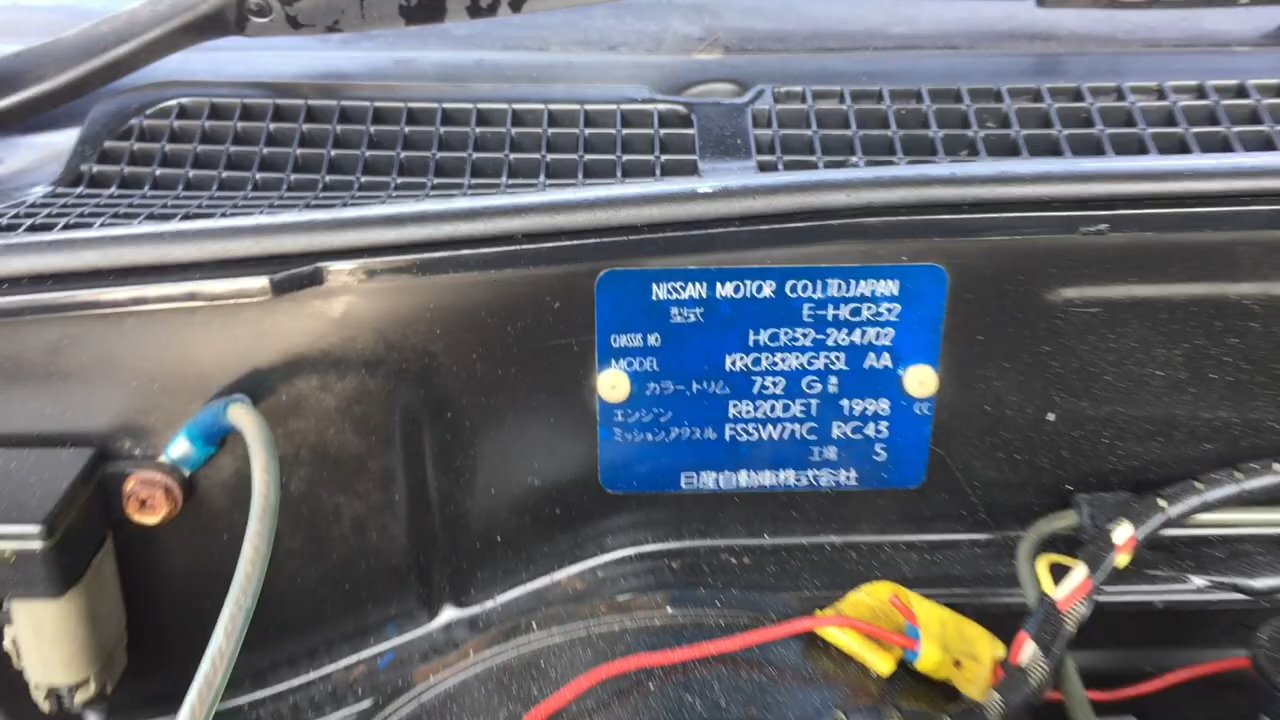 NISSAN MOTOR CO.,LTD.JAPAN
型式 E-HCR32
CHASSIS NO HCR32-264702
MODEL KRCR32RGFSL AA
カラー,トリム 732 G
エンジン RB20DET 1998 CC
ミッション,アクスル FS5W71C RC43
工場 5
日産自動車株式会社